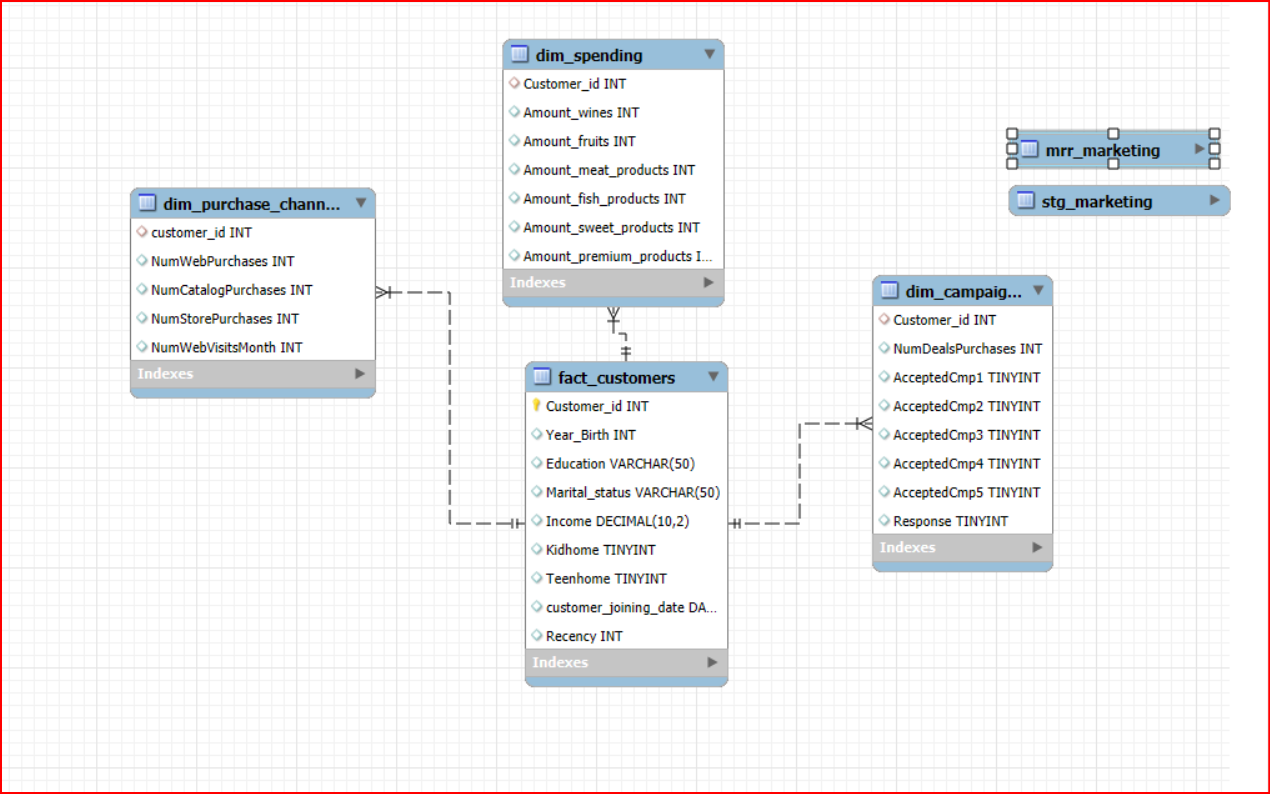 dim_spending
Customer_id INT
Amount_wines INT
Amount_fruits INT
Amount_meat_products INT
Amount_fish_products INT
Amount_sweet_products INT
Amount_premium_products I...
Indexes
mrr_marketing
stg_marketing
dim_purchase_chann...
customer_id INT
NumWebPurchases INT
NumCatalogPurchases INT
NumStorePurchases INT
NumWebVisitsMonth INT
Indexes
dim_campaig...
Customer_id INT
NumDealsPurchases INT
AcceptedCmp1 TINYINT
AcceptedCmp2 TINYINT
AcceptedCmp3 TINYINT
AcceptedCmp4 TINYINT
AcceptedCmp5 TINYINT
Response TINYINT
Indexes
fact_customers
Customer_id INT
Year_Birth INT
Education VARCHAR(50)
Marital_status VARCHAR(50)
Income DECIMAL(10,2)
Kidhome TINYINT
Teenhome TINYINT
customer_joining_date DA...
Recency INT
Indexes